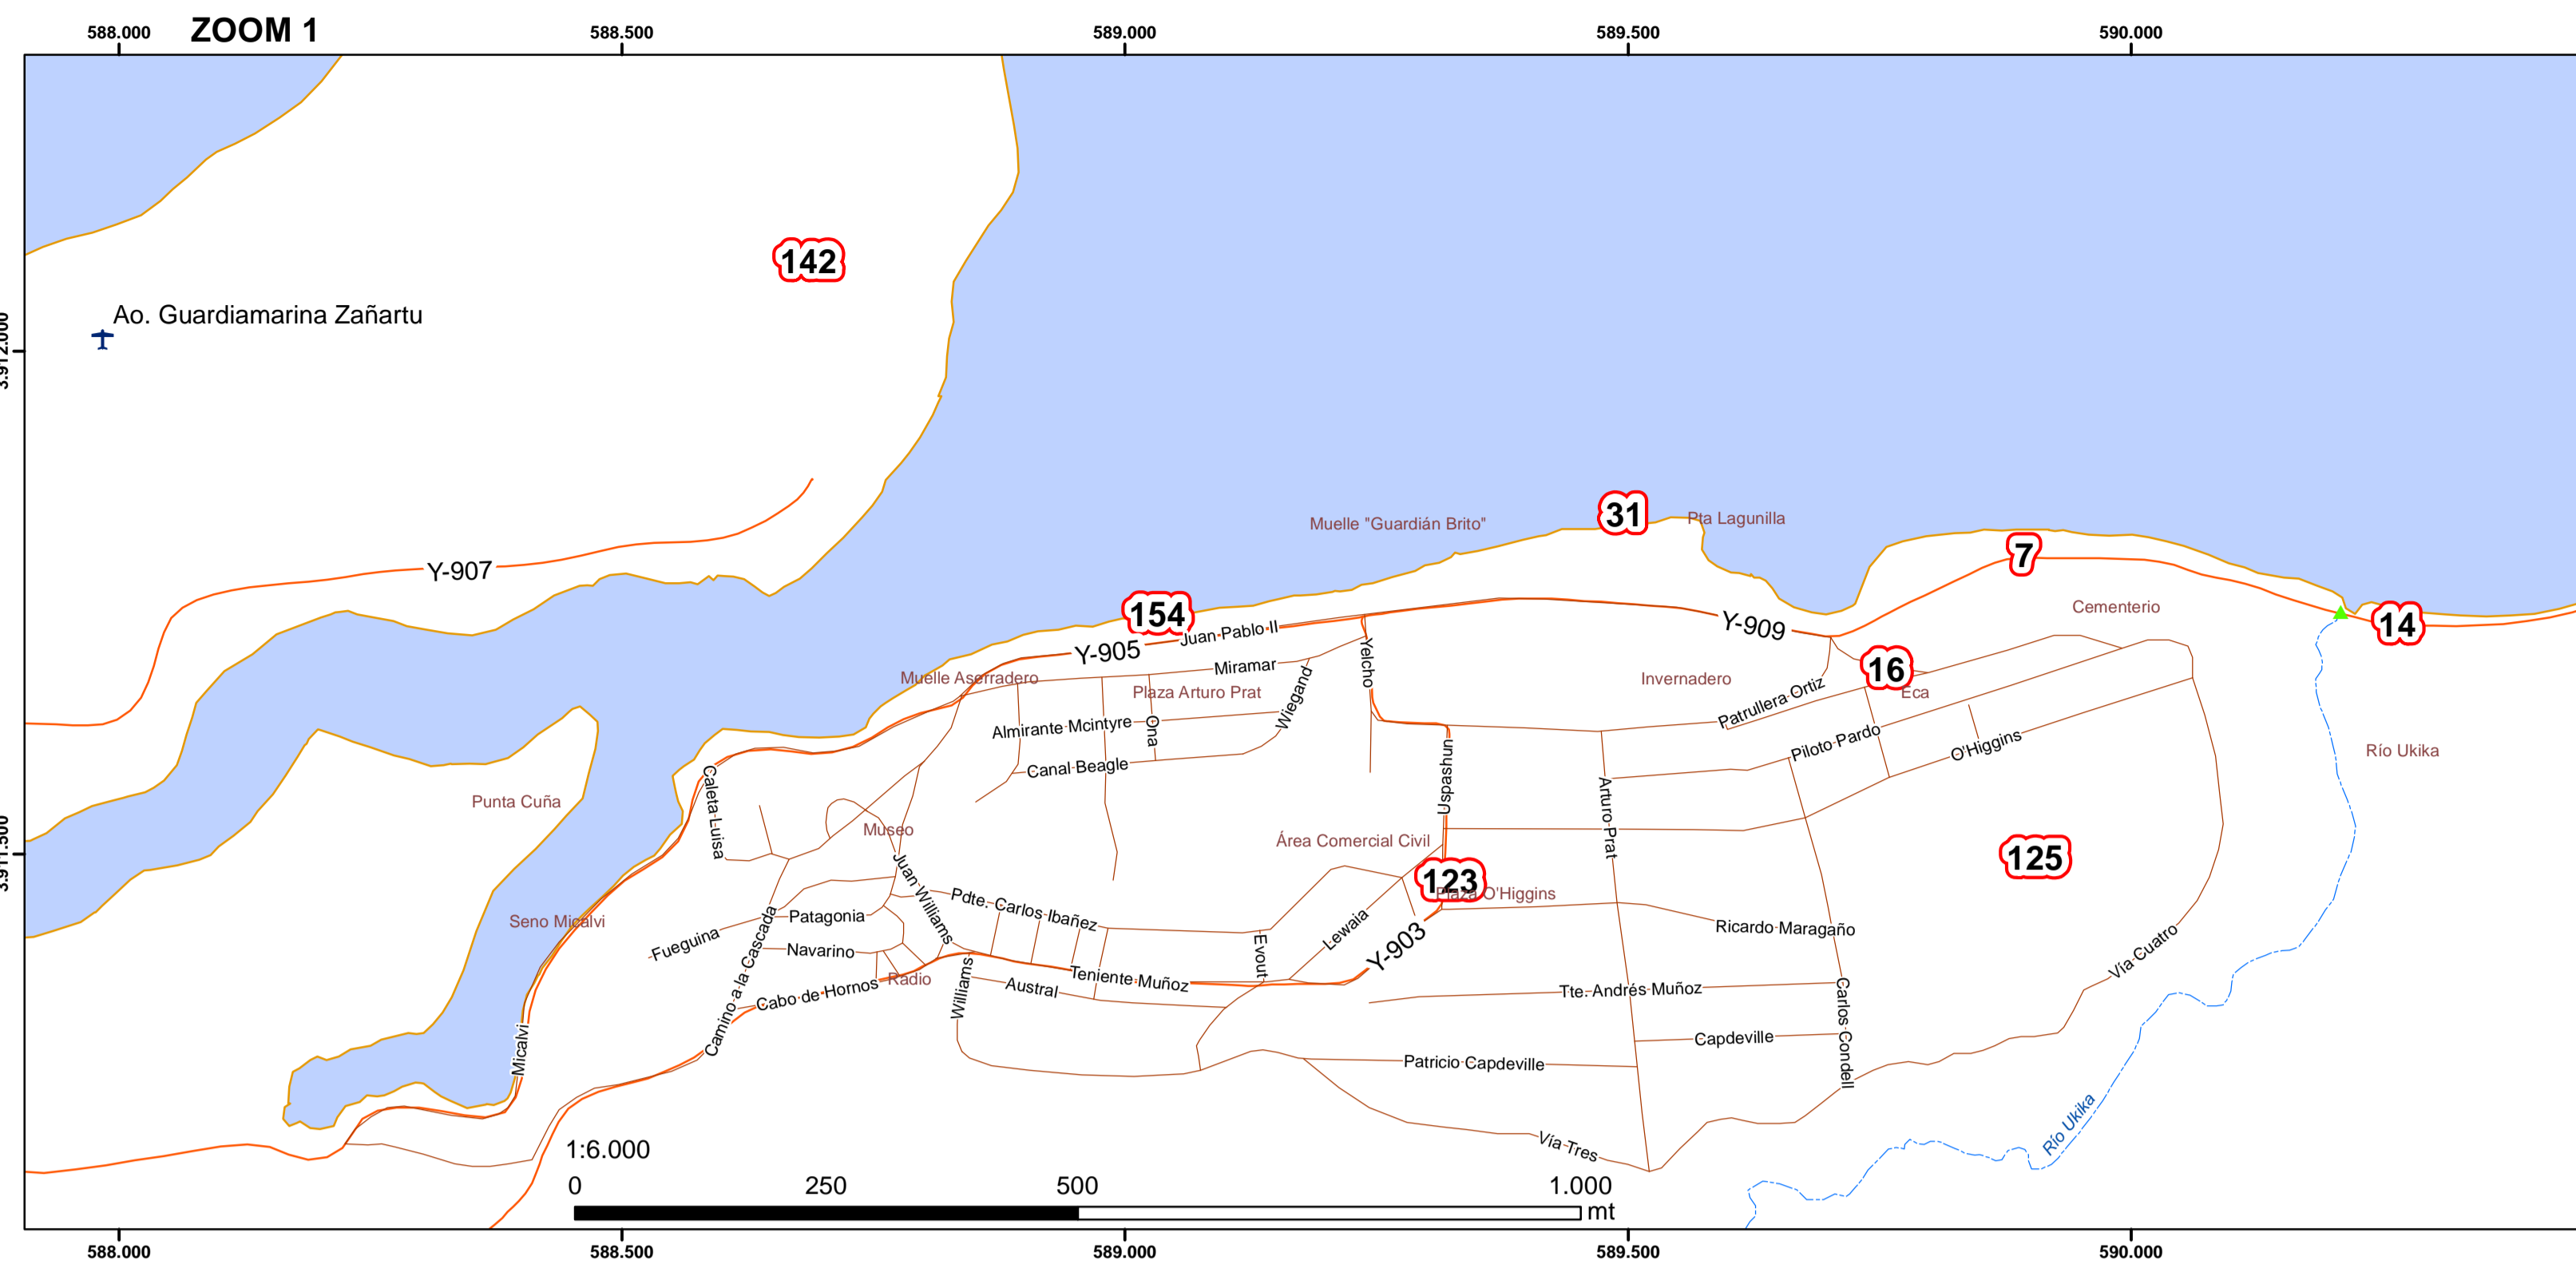 ZOOM 1
588.000
588.500
589.000
589.500
590.000
142
Ao. Guardiamarina Zañartu
3.912.000
Y-907
Muelle "Guardián Brito"
31
Pta Lagunilla
7
154
Juan Pablo II
Y-905
Y-909
Cementerio
14
Muelle Aserradero
Miramar
Yelcho
Plaza Arturo Prat
Wiegand
Invernadero
16
Eca
Patrullera Ortiz
Almirante Mcintyre
Ona
Canal Beagle
Piloto Pardo
O'Higgins
Río Ukika
Caleta Luisa
Uspashun
Arturo Prat
Punta Cuña
Museo
Área Comercial Civil
3.911.500
125
123
Plaza O'Higgins
Juan Williams
Pdte. Carlos Ibañez
Patagonia
Seno Micalvi
Fueguina
Navarino
Camino a la Cascada
Lewaia
Evout
Y-903
Ricardo Maragaño
Vía Cuatro
Radio
Teniente Muñoz
Cabo de Hornos
Williams
Austral
Tte. Andrés Muñoz
Carlos Condell
Micalvi
Capdeville
Patricio Capdeville
Río Ukika
Vía Tres
1:6.000
0 250 500 1.000
mt
588.000
588.500
589.000
589.500
590.000